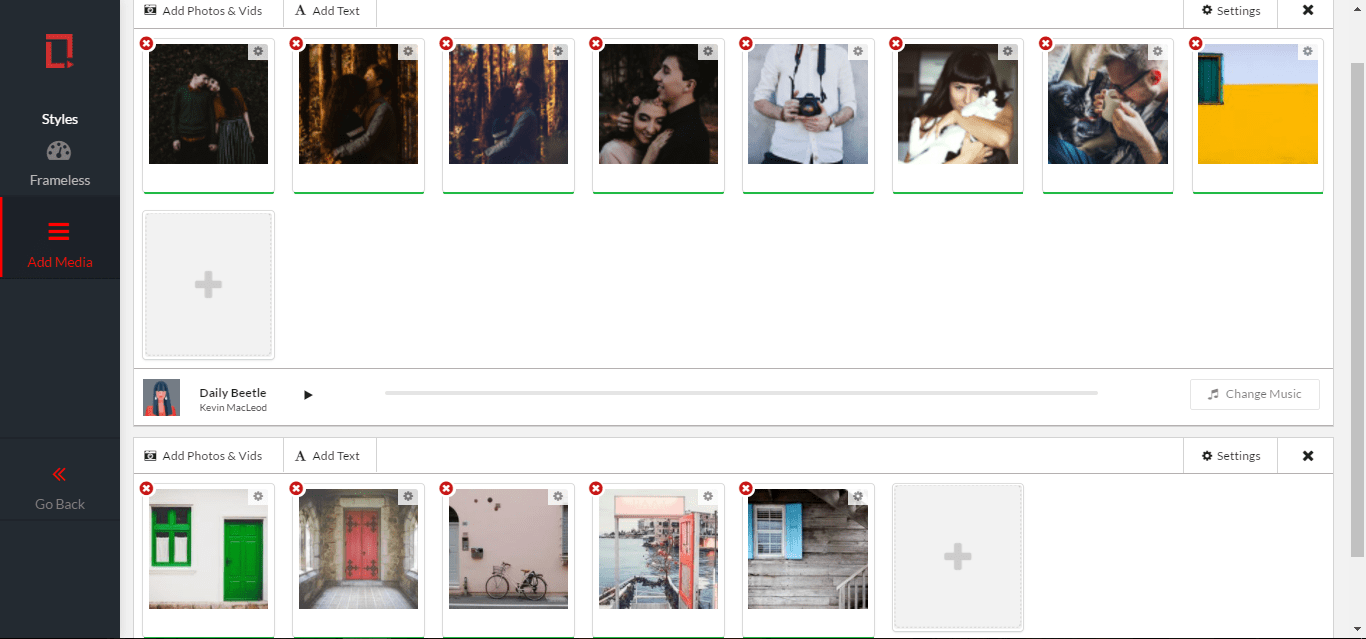 Add Photos & Vids
Add Text
Settings
Styles
Frameless
Add Media
Daily Beetle
Kevin MacLeod
Change Music
Add Photos & Vids
Add Text
Settings
Go Back